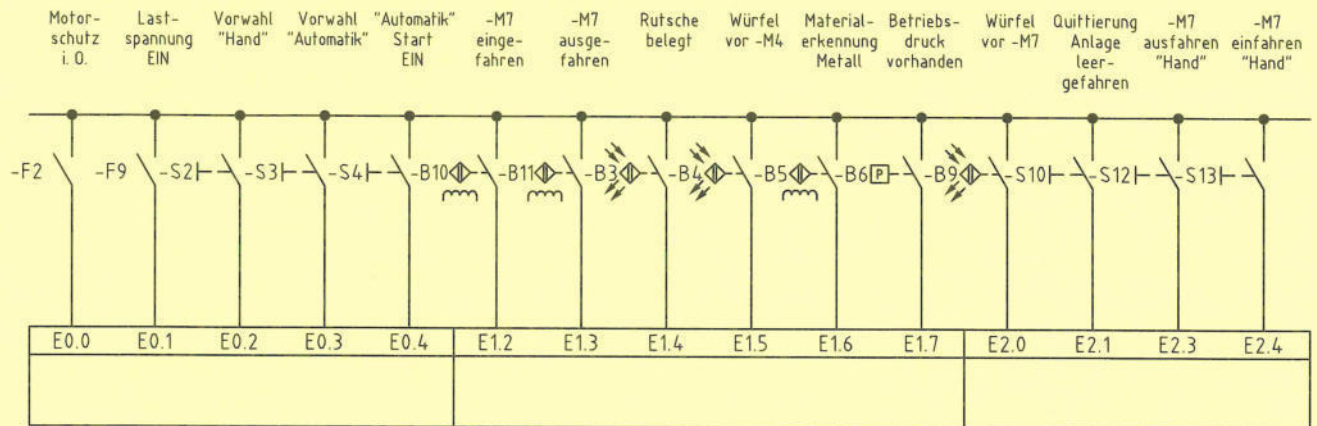 Motor-
schutz
i. O.
Last-
spannung
EIN
Vorwahl
"Hand"
Vorwahl
"Automatik"
"Automatik"
Start
EIN
-M7
einge-
fahren
-M7
ausge-
fahren
Rutsche
belegt
Würfel
vor -M4
Material-
erkennung
Metall
Betriebs-
druck
vorhanden
Würfel
vor -M7
Quittierung
Anlage
leer-
gefahren
-M7
ausfahren
"Hand"
-M7
einfahren
"Hand"
-F2 -F9 -S2 -S3 -S4 -B10 -B11 -B3 -B4 -B5 -B6 P -B9 -S10 -S12 -S13
E0.0 E0.1 E0.2 E0.3 E0.4 E1.2 E1.3 E1.4 E1.5 E1.6 E1.7 E2.0 E2.1 E2.3 E2.4